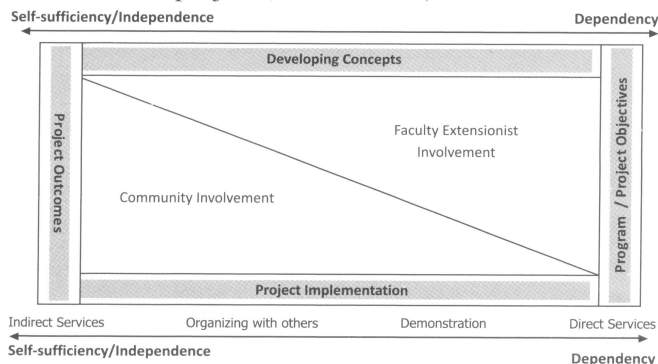 Self-sufficiency/Independence
Dependency
Developing Concepts
Project Outcomes
Faculty Extensionist
Involvement
Community Involvement
Program / Project Objectives
Project Implementation
Indirect Services
Organizing with others
Demonstration
Direct Services
Self-sufficiency/Independence
Dependency